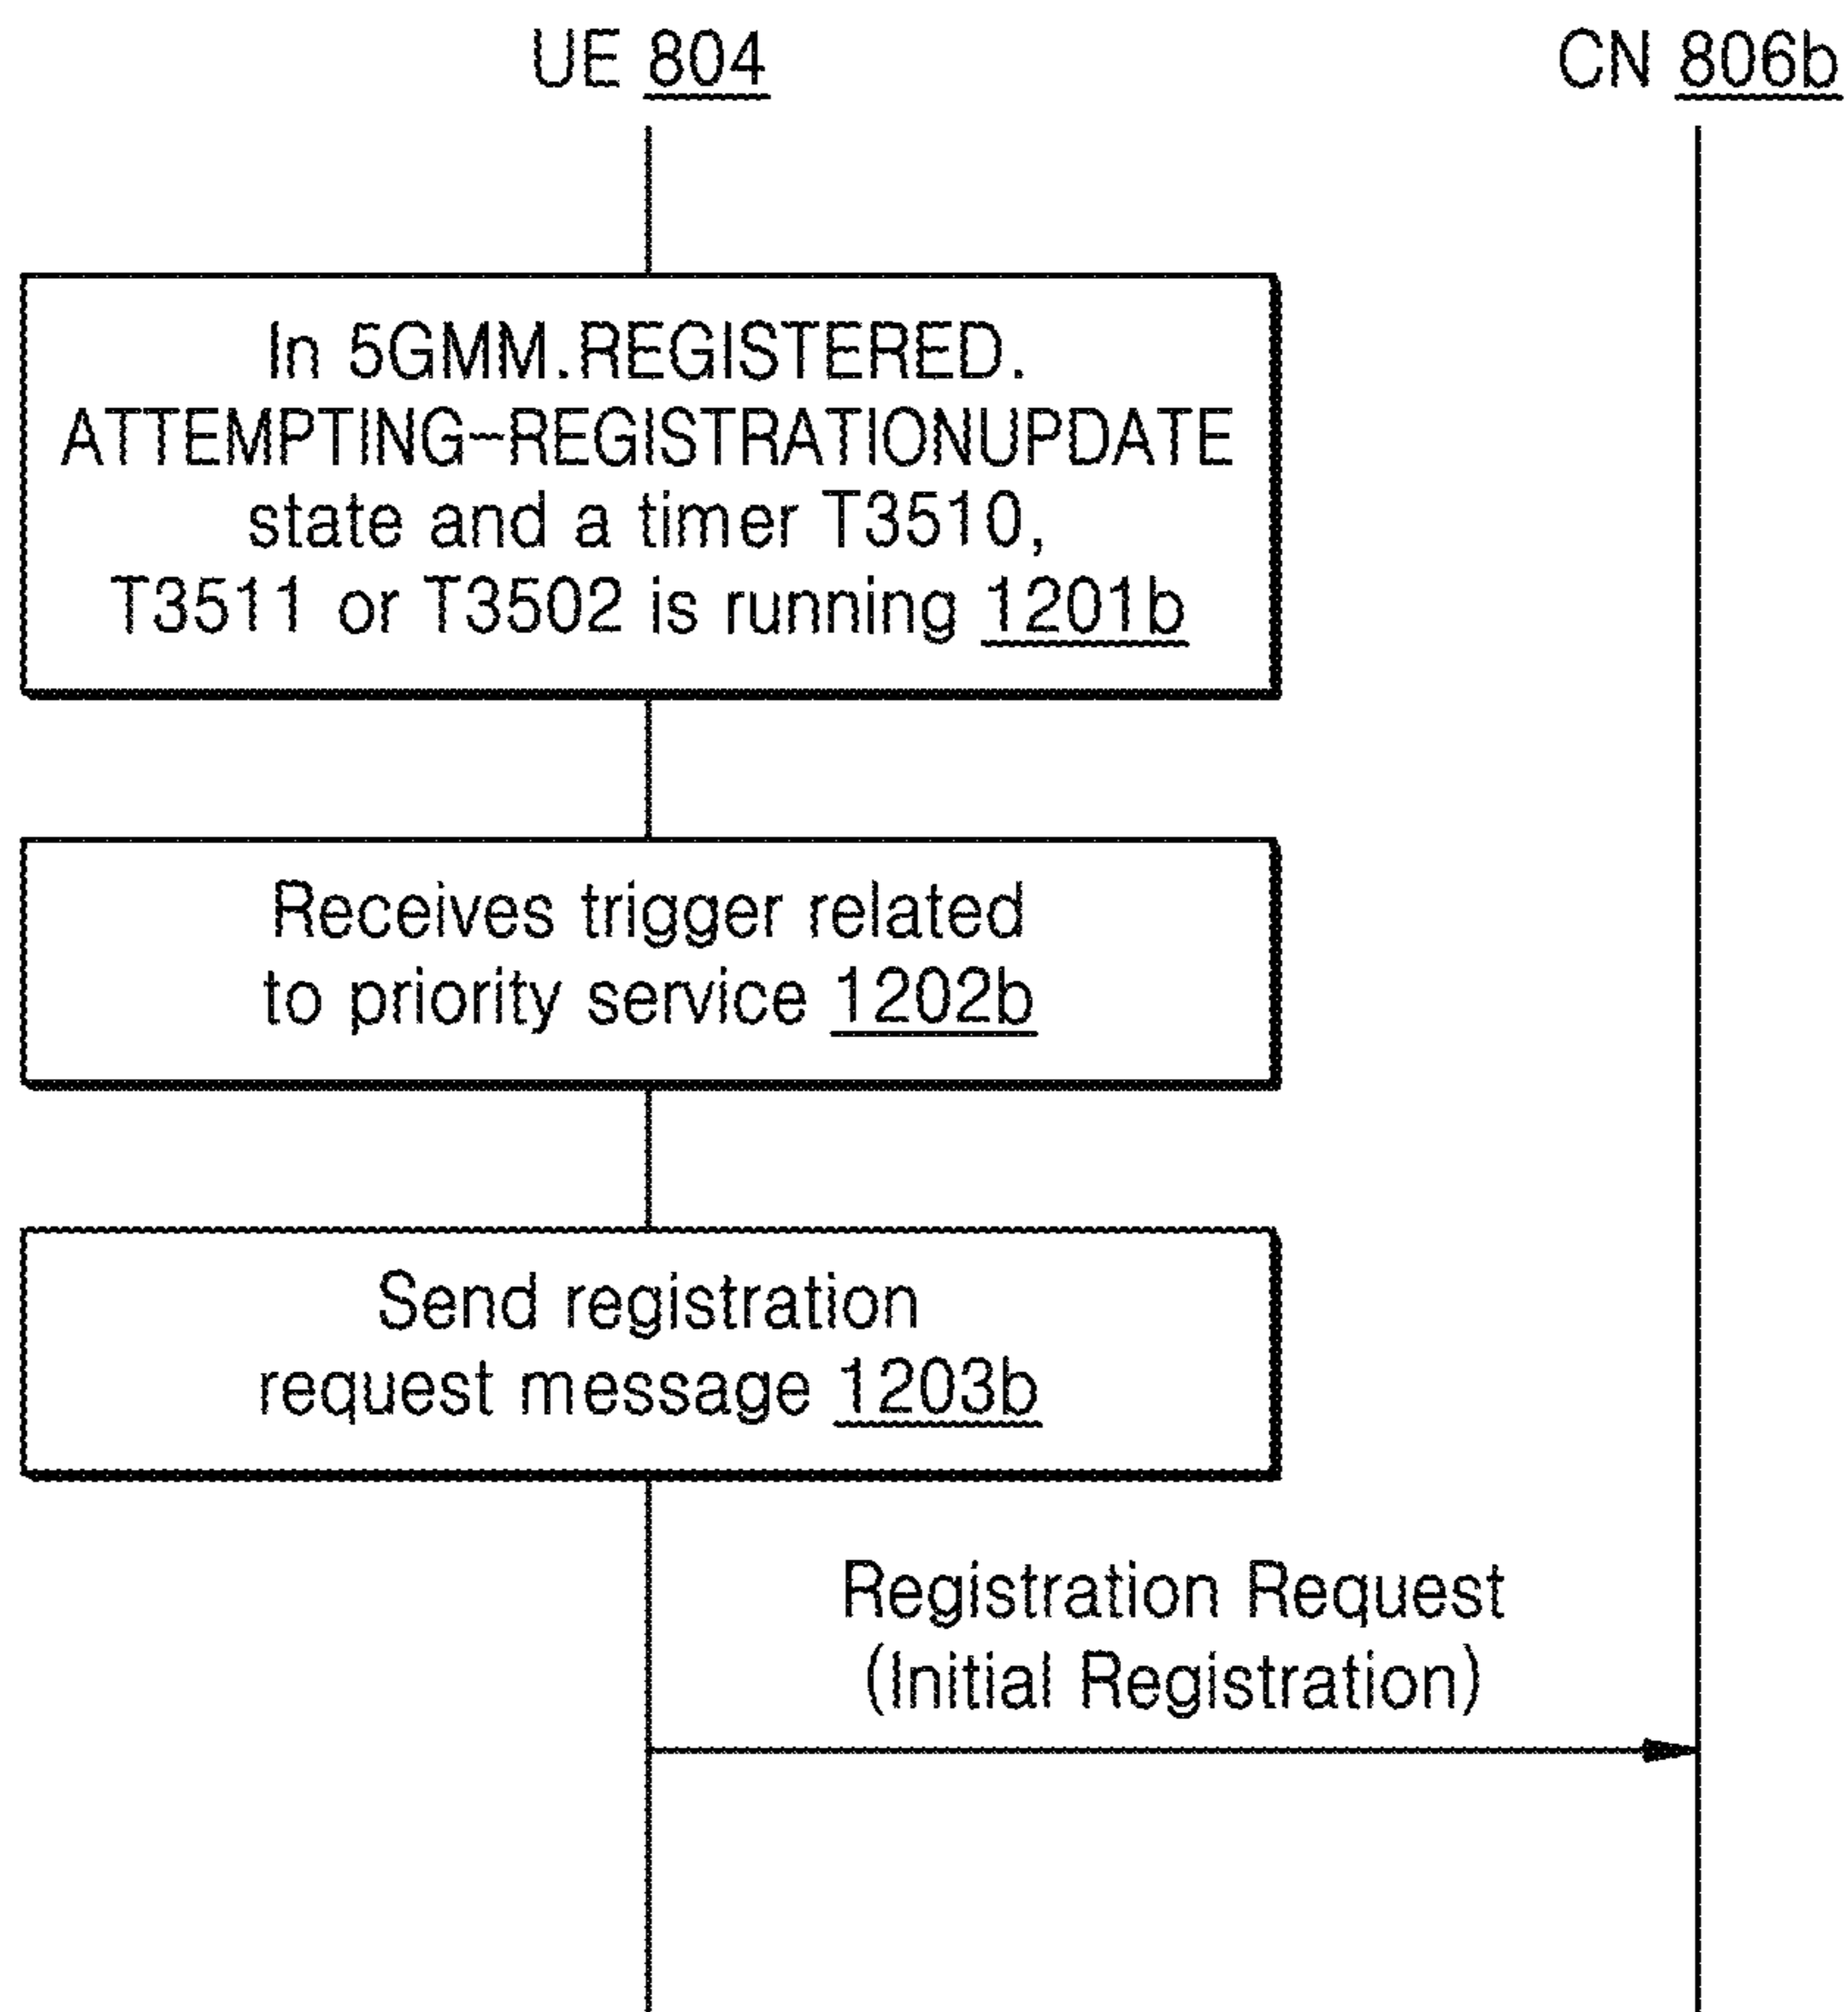 UE 804
CN 806b
In 5GMM.REGISTERED.
ATTEMPTING-REGISTRATIONUPDATE
state and a timer T3510,
T3511 or T3502 is running 1201b
Receives trigger related
to priority service 1202b
Send registration
request message 1203b
Registration Request
(Initial Registration)